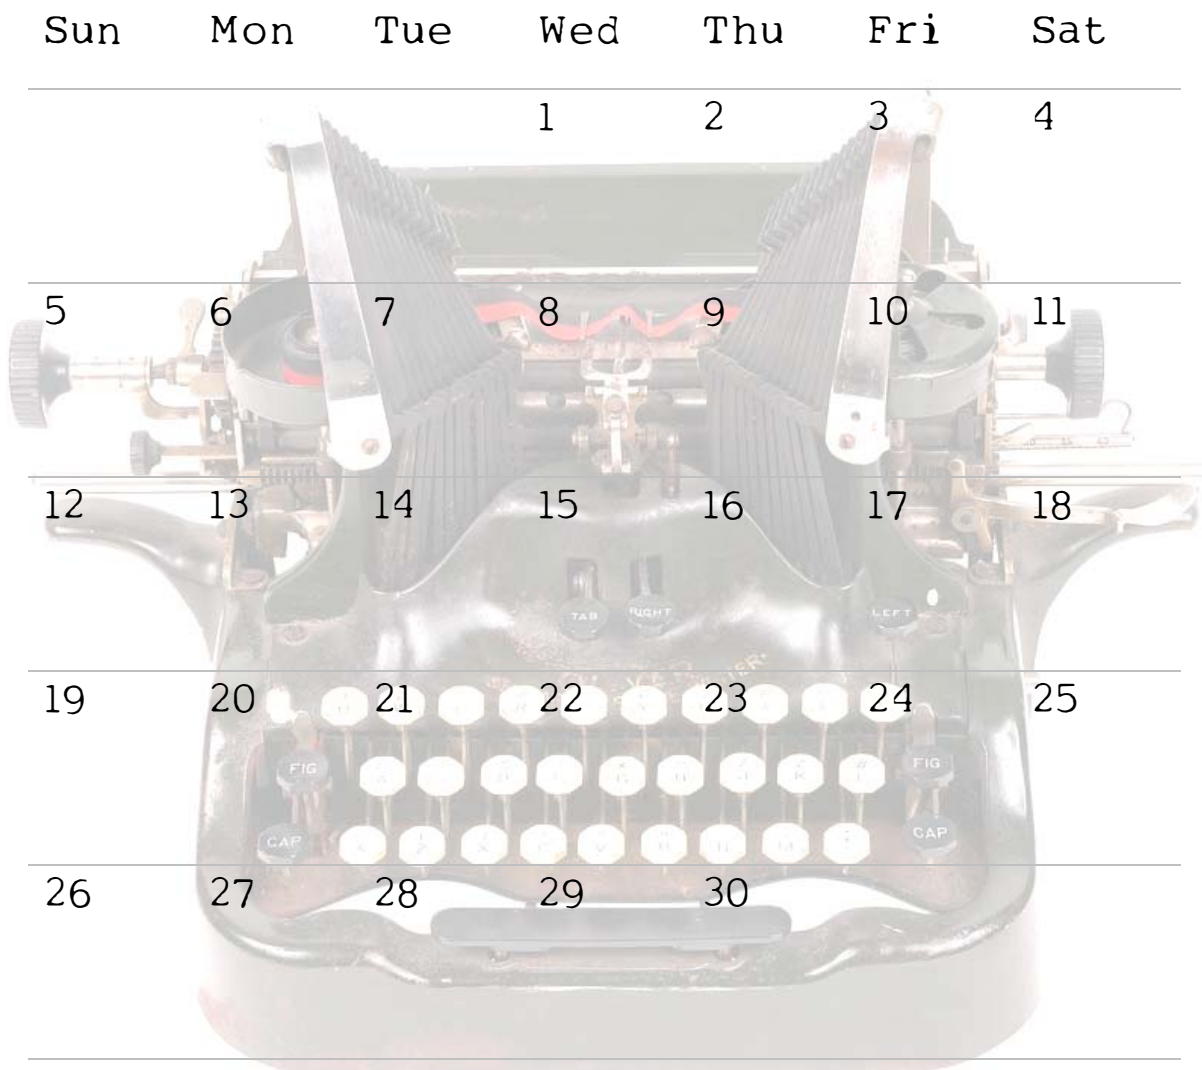 Sun Mon Tue Wed Thu Fri Sat
1 2 3 4
5 6 7 8 9 10 11
12 13 14 15 16 17 18
TAB RIGHT LEFT
19 20 21 22 23 24 25
FIG FIG
CAP CAP
26 27 28 29 30